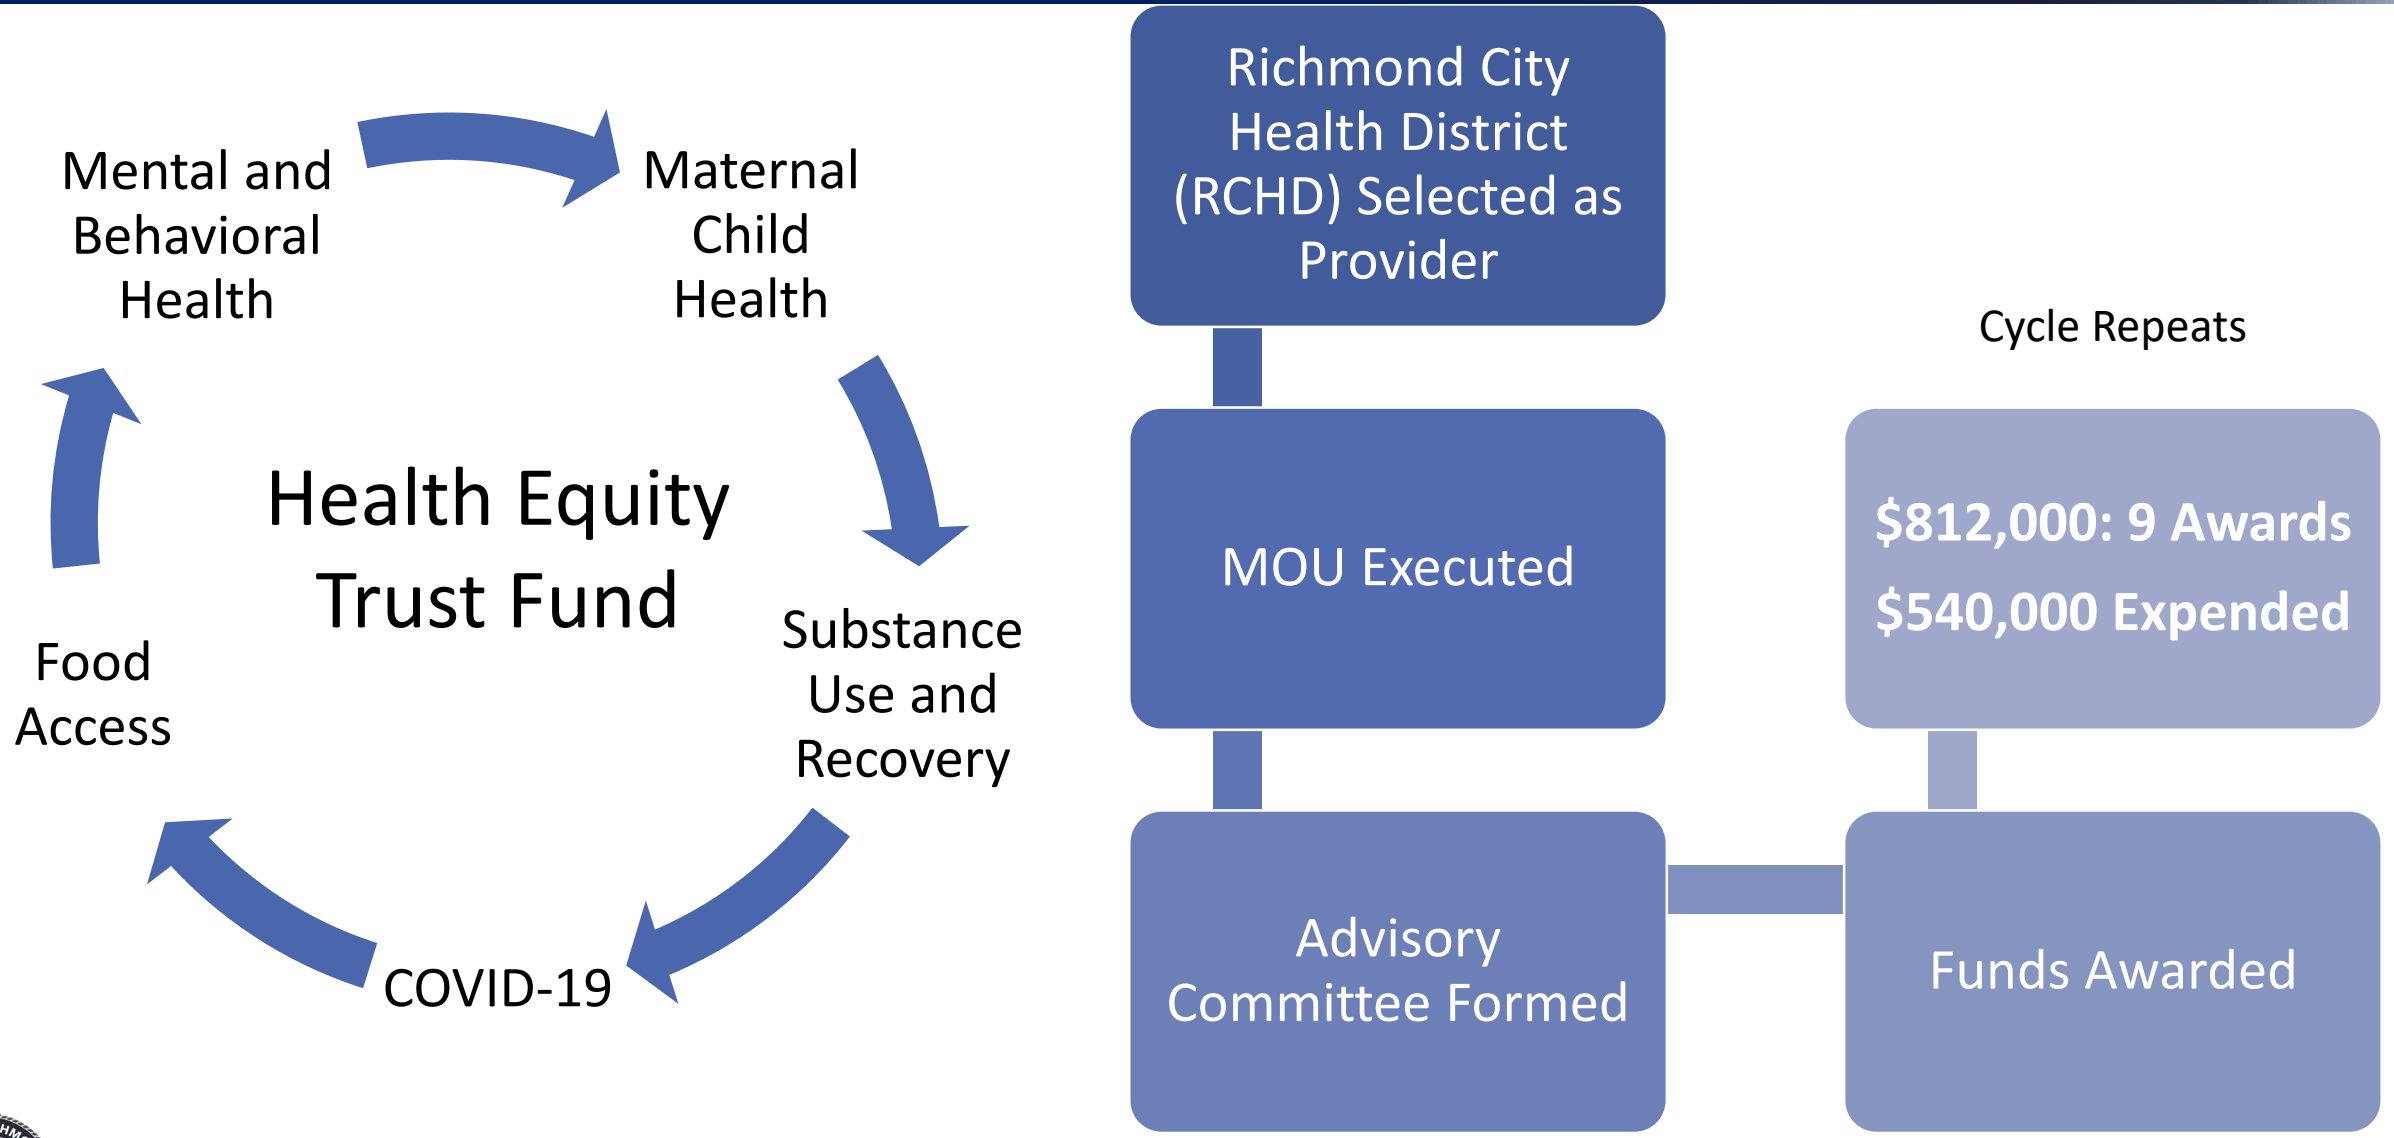 Mental and
Behavioral
Health
Maternal
Child
Health
Health Equity
Trust Fund
Substance
Use and
Recovery
Food
Access
COVID-19
Richmond City
Health District
(RCHD) Selected as
Provider
MOU Executed
Advisory
Committee Formed
Funds Awarded
Cycle Repeats
$812,000: 9 Awards
$540,000 Expended